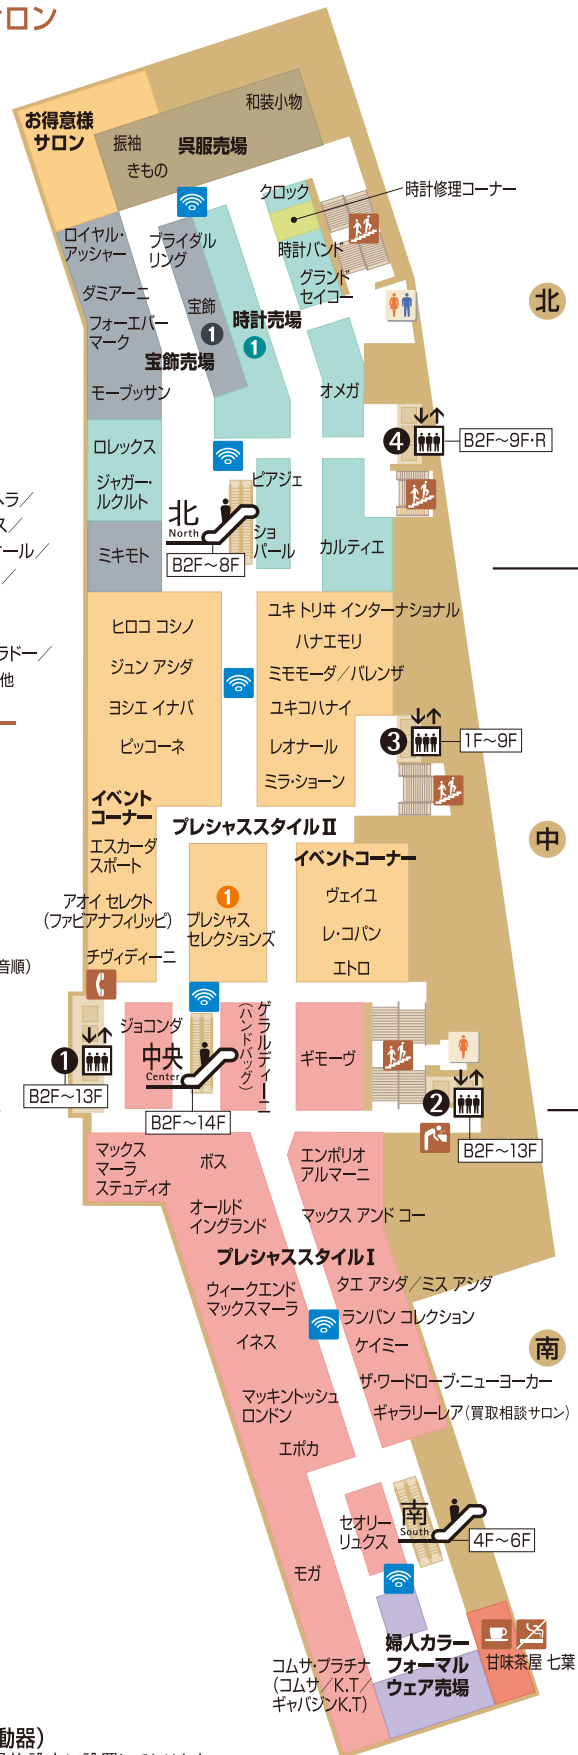 ロン
お得意様
サロン
和装小物
振袖
呉服売場
きもの
クロック
時計修理コーナー
ロイヤル・
アッシャー
ブライダル
リング
時計バンド
グランド
セイコー
ダミアーニ
宝飾
北
フォーエバー
マーク
時計売場
1
1
宝飾売場
モーブッサン
オメガ
4
B2F〜9F・R
ロレックス
ピアジェ
ジャガー・
ルクルト
ヘラ／
ス／
北
North
ショ
パール
カルティエ
ール／
ミキモト
B2F〜8F
／
ヒロコ コシノ
ユキ トリヰ インターナショナル
ハナエモリ
ラドー／
ジュン アシダ
ミモモーダ／バレンザ
他
ヨシエ イナバ
ユキコハナイ
ピッコーネ
レオナール
3
1F〜9F
ミラ・ショーン
イベント
コーナー
プレシャススタイルⅡ
中
エスカーダ
スポート
イベントコーナー
アオイ セレクト
(ファビアナフィリッピ)
1
プレシャス
セレクションズ
ヴェイユ
レ・コパン
チヴィディーニ
エトロ
音順)
ジョコンダ
ゲラルディーニ
(ハンドバッグ)
1
中央
Center
ギモーヴ
B2F〜13F
B2F〜14F
2
B2F〜13F
マックス
マーラ
ステュディオ
ボス
エンポリオ
アルマーニ
オールド
イングランド
マックス アンド コー
プレシャススタイルⅠ
ウィークエンド
マックスマーラ
タエ アシダ／ミス アシダ
ランバン コレクション
イネス
ケイミー
南
ザ・ワードローブ・ニューヨーカー
マッキントッシュ
ロンドン
ギャラリーレア(買取相談サロン)
エポカ
セオリー
リュクス
南
South
4F〜6F
モガ
婦人カラー
フォーマル
ウェア売場
甘味茶屋 七葉
コムサ・プラチナ
(コムサ／K.T／
ギャバジンK.T)
動器)